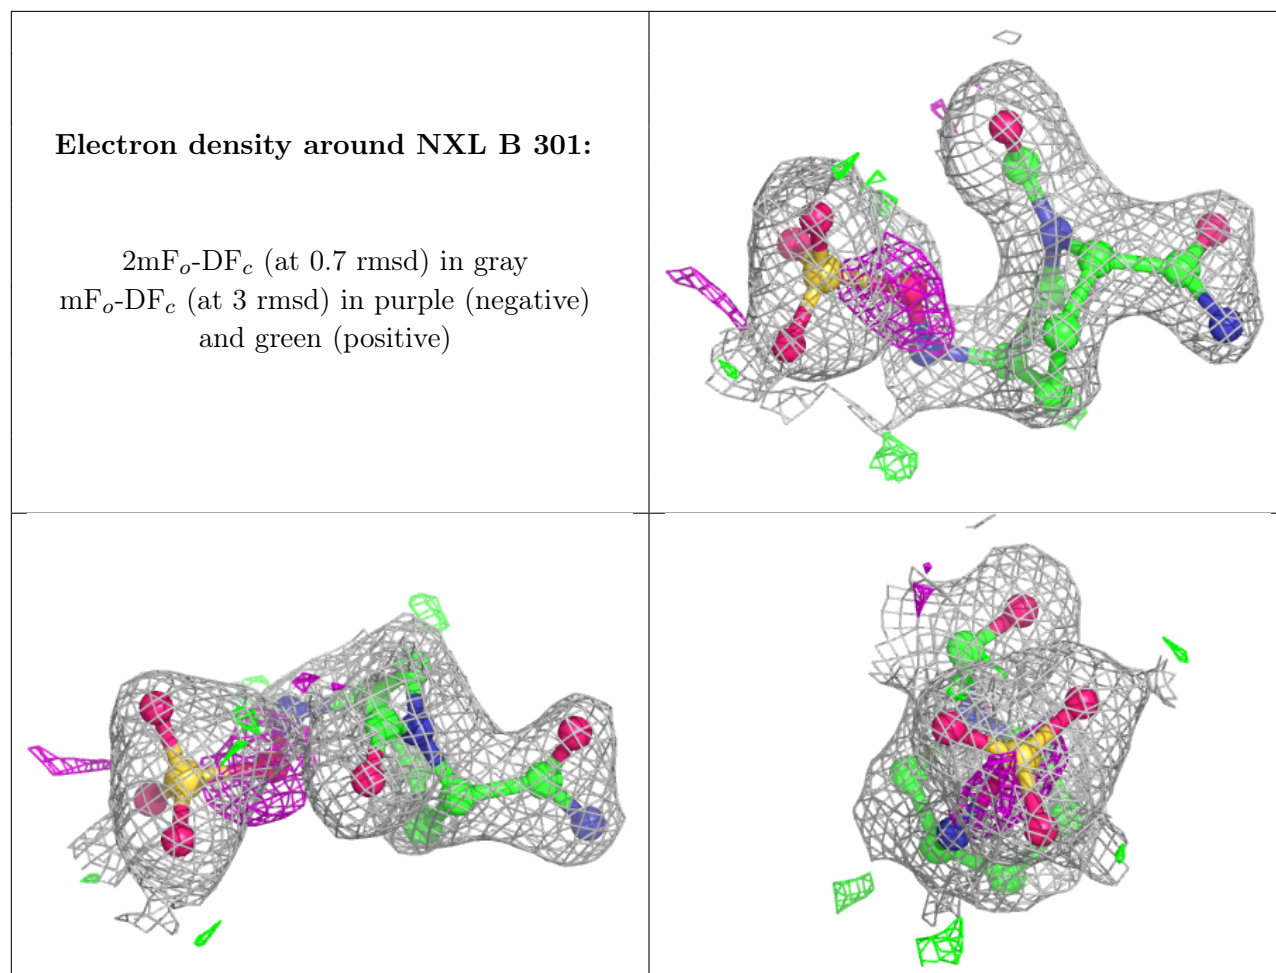 Electron density around NXL B 301:
2mFo-DFc (at 0.7 rmsd) in gray
mFo-DFc (at 3 rmsd) in purple (negative)
and green (positive)